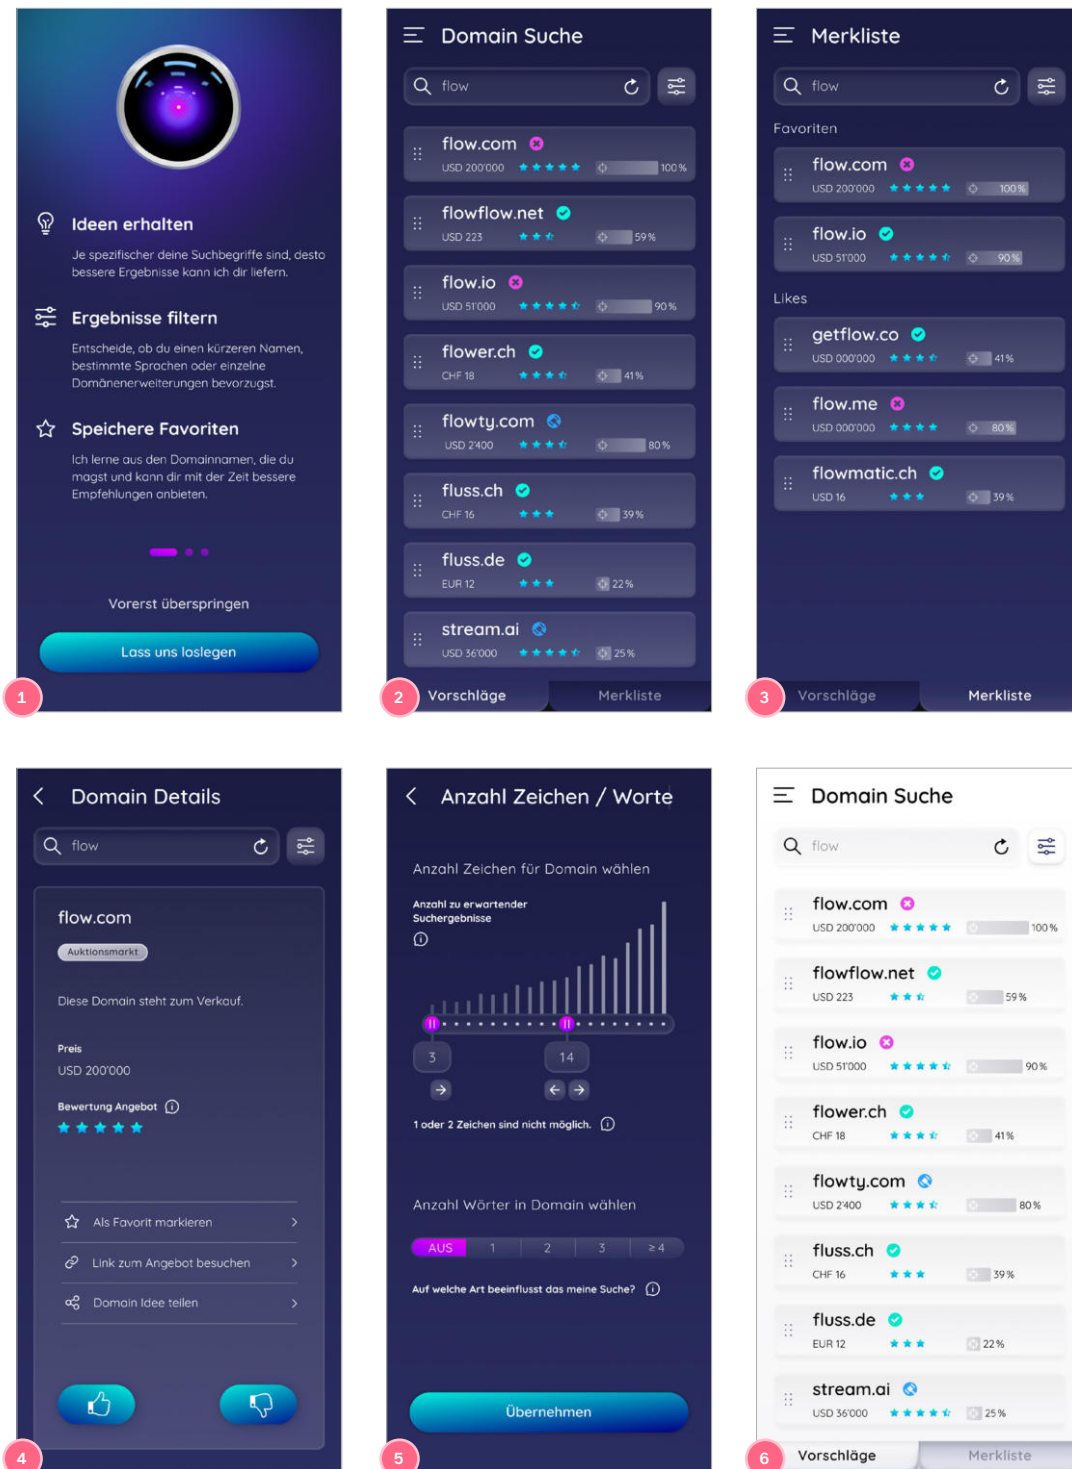 Ideen erhalten
Je spezifischer deine Suchbegriffe sind, desto
bessere Ergebnisse kann ich dir liefern.
Ergebnisse filtern
Entscheide, ob du einen kürzeren Namen,
bestimmte Sprachen oder einzelne
Domänenerweiterungen bevorzugst.
Speichere Favoriten
Ich lerne aus den Domainnamen, die du
magst und kann dir mit der Zeit bessere
Empfehlungen anbieten.
Vorerst überspringen
Lass uns loslegen
1
Domain Suche
flow
flow.com
USD 200'000 100%
flowflow.net
USD 223 59%
flow.io
USD 51'000 90%
flower.ch
CHF 18 41%
flowty.com
USD 2'400 80%
fluss.ch
CHF 16 39%
fluss.de
EUR 12 22%
stream.ai
USD 36'000 25%
Vorschläge Merkliste
2
Merkliste
flow
Favoriten
flow.com
USD 200'000 100%
flow.io
USD 51'000 90%
Likes
getflow.co
USD 000'000 41%
flow.me
USD 000'000 80%
flowmatic.ch
USD 16 39%
Vorschläge Merkliste
3
Domain Details
flow
flow.com
Auktionsmarkt
Diese Domain steht zum Verkauf.
Preis
USD 200'000
Bewertung Angebot
Als Favorit markieren
Link zum Angebot besuchen
Domain Idee teilen
4
Anzahl Zeichen / Worte
Anzahl Zeichen für Domain wählen
Anzahl zu erwartender
Suchergebnisse
3 14
1 oder 2 Zeichen sind nicht möglich.
Anzahl Wörter in Domain wählen
AUS 1 2 3 ≥4
Auf welche Art beeinflusst das meine Suche?
Übernehmen
5
Domain Suche
flow
flow.com
USD 200'000 100%
flowflow.net
USD 223 59%
flow.io
USD 51'000 90%
flower.ch
CHF 18 41%
flowty.com
USD 2'400 80%
fluss.ch
CHF 16 39%
fluss.de
EUR 12 22%
stream.ai
USD 36'000 25%
Vorschläge Merkliste
6